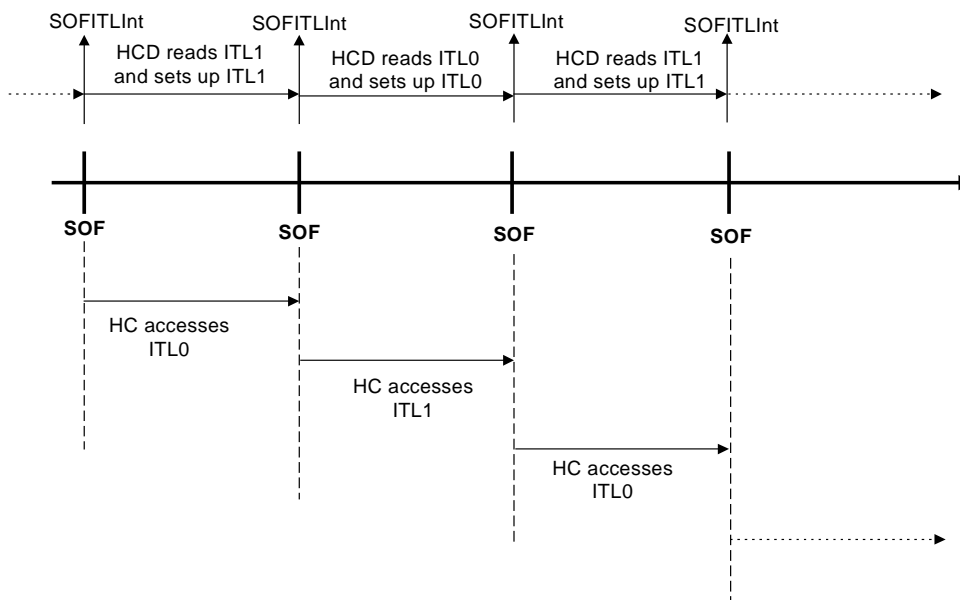 SOFITLInt
SOFITLInt
SOFITLInt
SOFITLInt
HCD reads ITL1
and sets up ITL1
HCD reads ITL0
and sets up ITL0
HCD reads ITL1
and sets up ITL1
SOF
SOF
SOF
SOF
HC accesses
ITL0
HC accesses
ITL1
HC accesses
ITL0